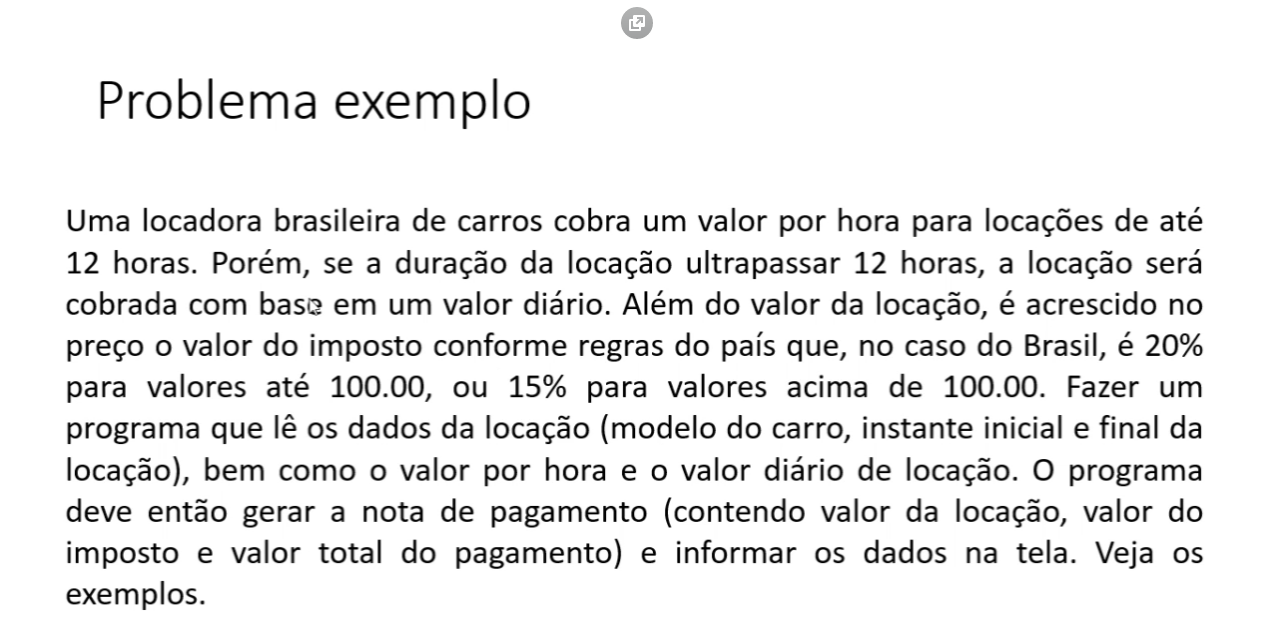 Problema exemplo
Uma locadora brasileira de carros cobra um valor por hora para locações de até
12 horas. Porém, se a duração da locação ultrapassar 12 horas, a locação será
cobrada com base em um valor diário. Além do valor da locação, é acrescido no
preço o valor do imposto conforme regras do país que, no caso do Brasil, é 20%
para valores até 100.00, ou 15% para valores acima de 100.00. Fazer um
programa que lê os dados da locação (modelo do carro, instante inicial e final da
locação), bem como o valor por hora e o valor diário de locação. O programa
deve então gerar a nota de pagamento (contendo valor da locação, valor do
imposto e valor total do pagamento) e informar os dados na tela. Veja os
exemplos.